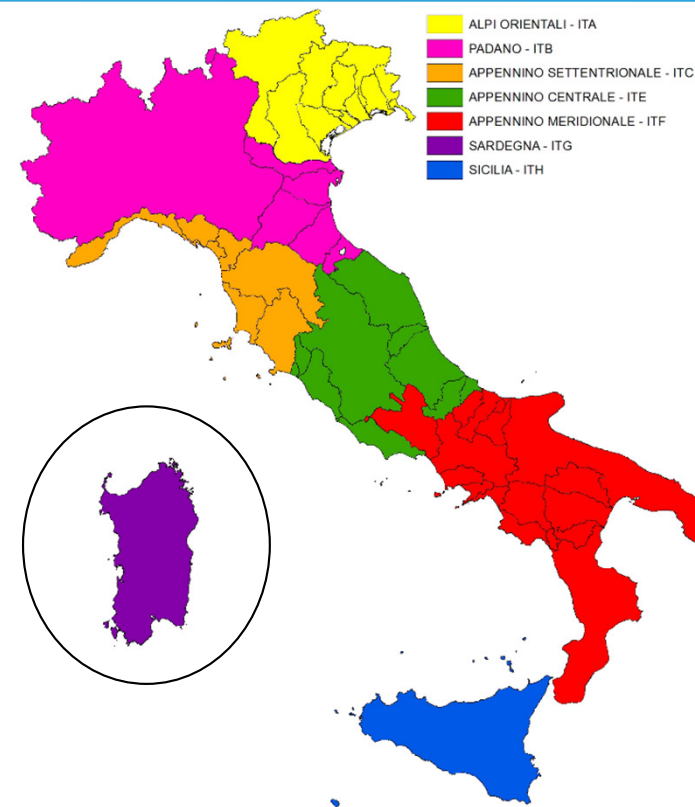 ALPI ORIENTALI - ITA
PADANO - ITB
APPENNINO SETTENTRIONALE - ITC
APPENNINO CENTRALE - ITE
APPENNINO MERIDIONALE - ITF
SARDEGNA - ITG
SICILIA - ITH